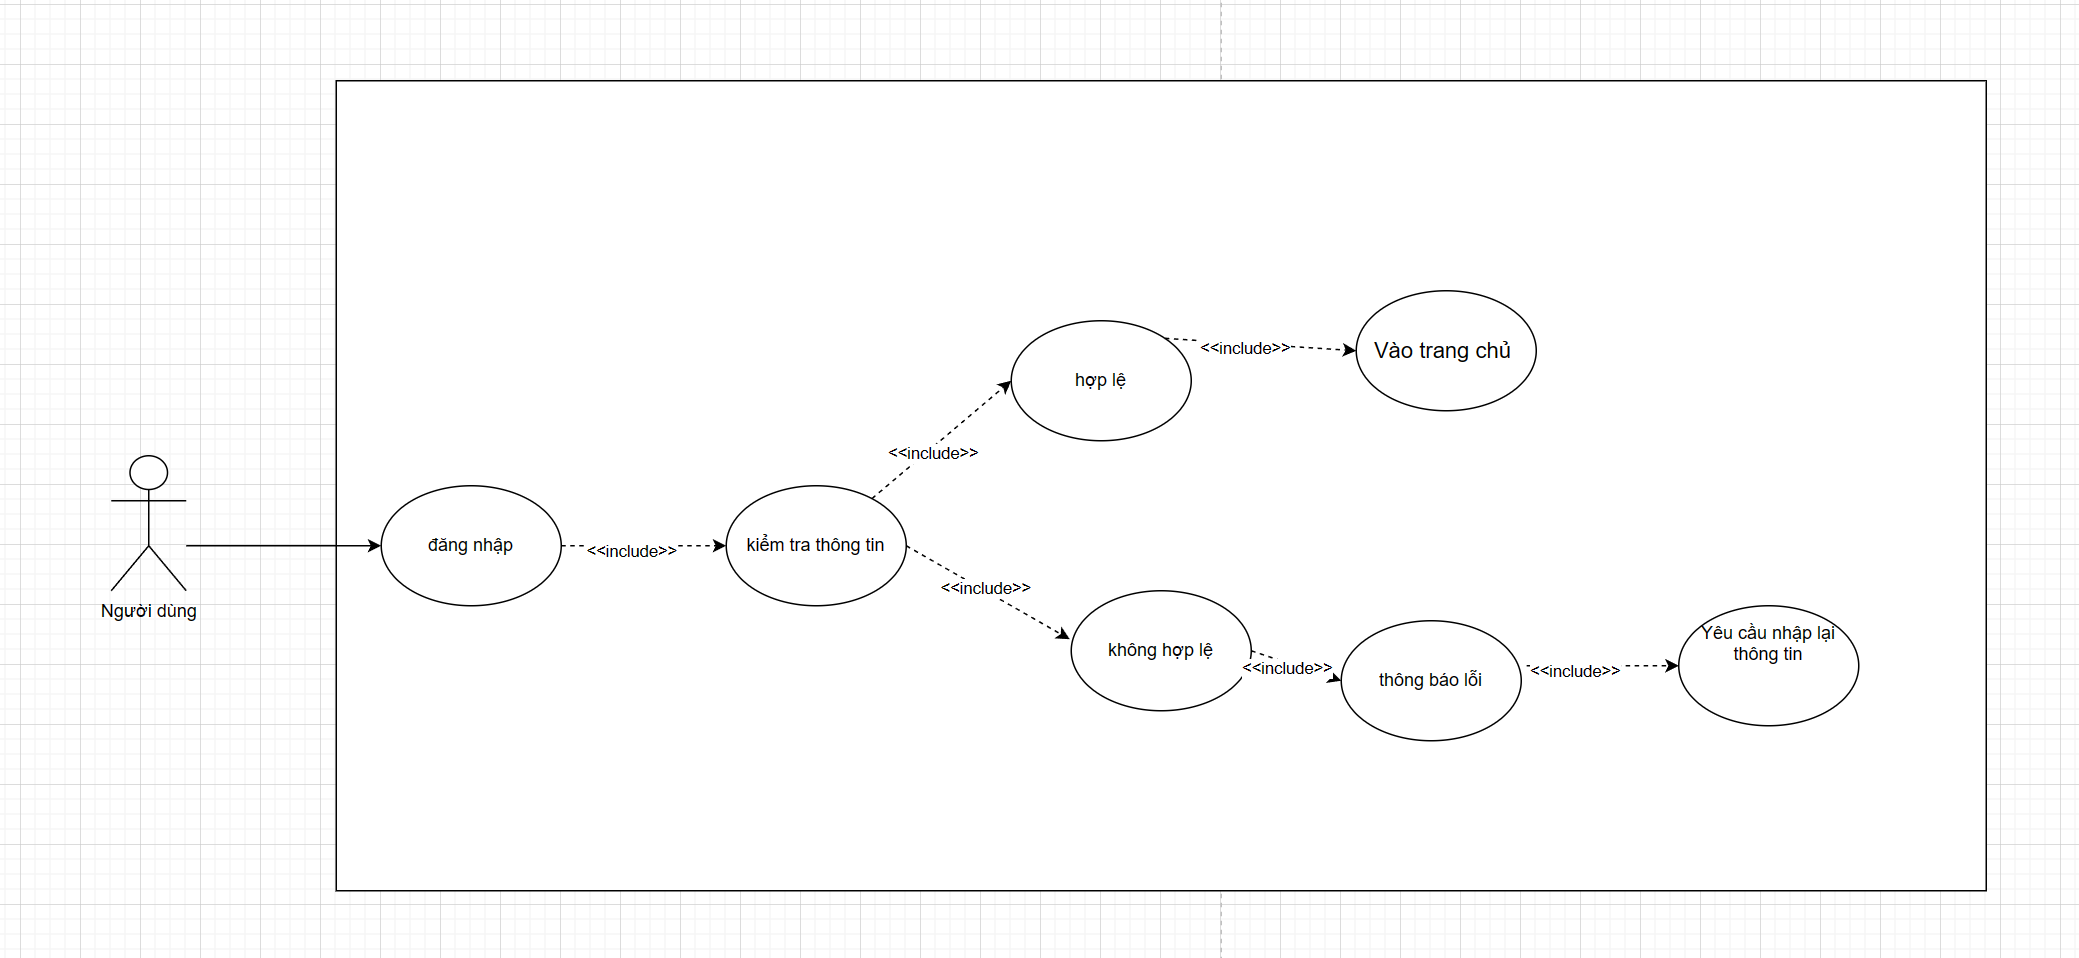 Vào trang chủ
<<include>>
hợp lệ
<<include>>
Người dùng
đăng nhập
<<include>>
kiểm tra thông tin
<<include>>
không hợp lệ
<<include>>
thông báo lỗi
<<include>>
Yêu cầu nhập lại
thông tin